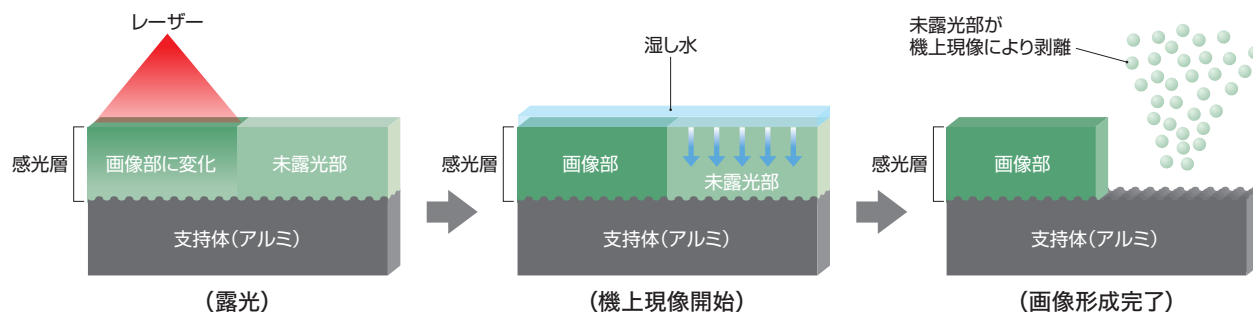 レーザー
感光層
画像部に変化
未露光部
支持体（アルミ）
（露光）
湿し水
感光層
画像部
未露光部
支持体（アルミ）
（機上現像開始）
未露光部が
機上現像により剥離
感光層
画像部
支持体（アルミ）
（画像形成完了）